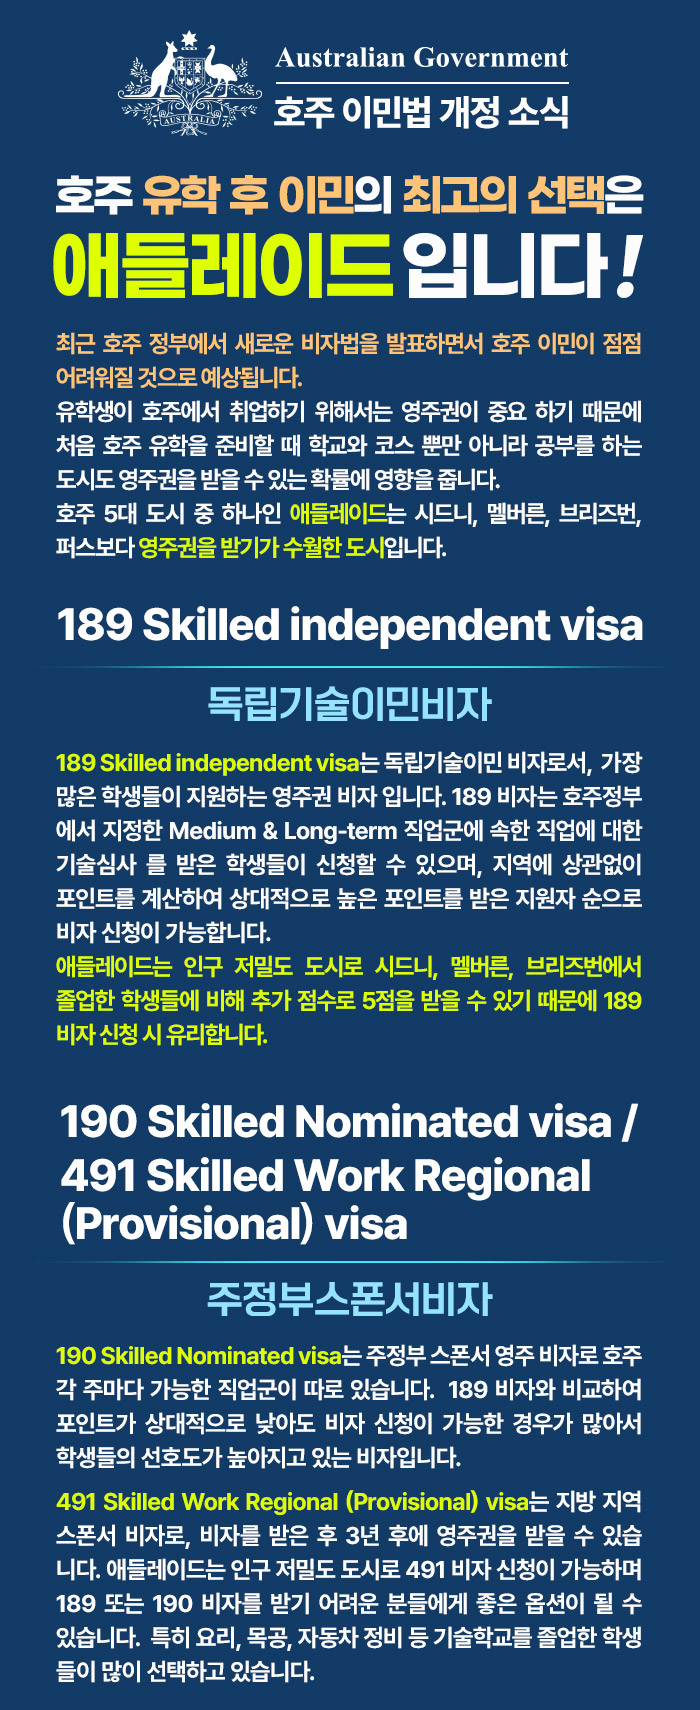 AUSTRALIA
Australian Government
호주 이민법 개정 소식
호주 유학 후 이민의 최고의 선택은
애들레이드 입니다!
최근 호주 정부에서 새로운 비자법을 발표하면서 호주 이민이 점점
어려워질 것으로 예상됩니다.
유학생이 호주에서 취업하기 위해서는 영주권이 중요 하기 때문에
처음 호주 유학을 준비할 때 학교와 코스 뿐만 아니라 공부를 하는
도시도 영주권을 받을 수 있는 확률에 영향을 줍니다.
호주 5대 도시 중 하나인 애들레이드는 시드니, 멜버른, 브리즈번,
퍼스보다 영주권을 받기가 수월한 도시입니다.
189 Skilled independent visa
독립기술이민비자
189 Skilled independent visa는 독립기술이민 비자로서, 가장
많은 학생들이 지원하는 영주권 비자 입니다. 189 비자는 호주정부
에서 지정한 Medium & Long-term 직업군에 속한 직업에 대한
기술심사 를 받은 학생들이 신청할 수 있으며, 지역에 상관없이
포인트를 계산하여 상대적으로 높은 포인트를 받은 지원자 순으로
비자 신청이 가능합니다.
애들레이드는 인구 저밀도 도시로 시드니, 멜버른, 브리즈번에서
졸업한 학생들에 비해 추가 점수로 5점을 받을 수 있기 때문에 189
비자 신청 시 유리합니다.
190 Skilled Nominated visa /
491 Skilled Work Regional
(Provisional) visa
주정부스폰서비자
190 Skilled Nominated visa는 주정부 스폰서 영주 비자로 호주
각 주마다 가능한 직업군이 따로 있습니다. 189 비자와 비교하여
포인트가 상대적으로 낮아도 비자 신청이 가능한 경우가 많아서
학생들의 선호도가 높아지고 있는 비자입니다.
491 Skilled Work Regional (Provisional) visa는 지방 지역
스폰서 비자로, 비자를 받은 후 3년 후에 영주권을 받을 수 있습
니다. 애들레이드는 인구 저밀도 도시로 491 비자 신청이 가능하며
189 또는 190 비자를 받기 어려운 분들에게 좋은 옵션이 될 수
있습니다. 특히 요리, 목공, 자동차 정비 등 기술학교를 졸업한 학생
들이 많이 선택하고 있습니다.